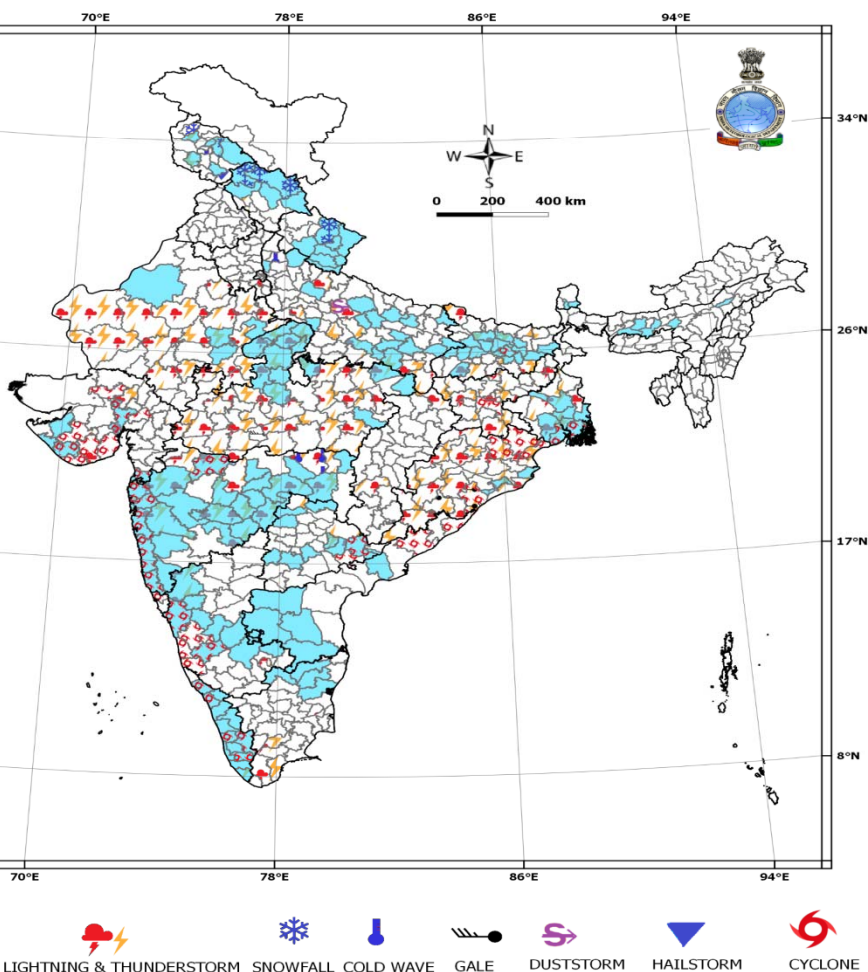 70°E 78°E 86°E 94°E
34°N
N
W E
S
0 200 400 km
26°N
17°N
8°N
70°E 78°E 86°E 94°E
LIGHTNING & THUNDERSTORM SNOWFALL COLD WAVE GALE DUSTSTORM HAILSTORM CYCLONE